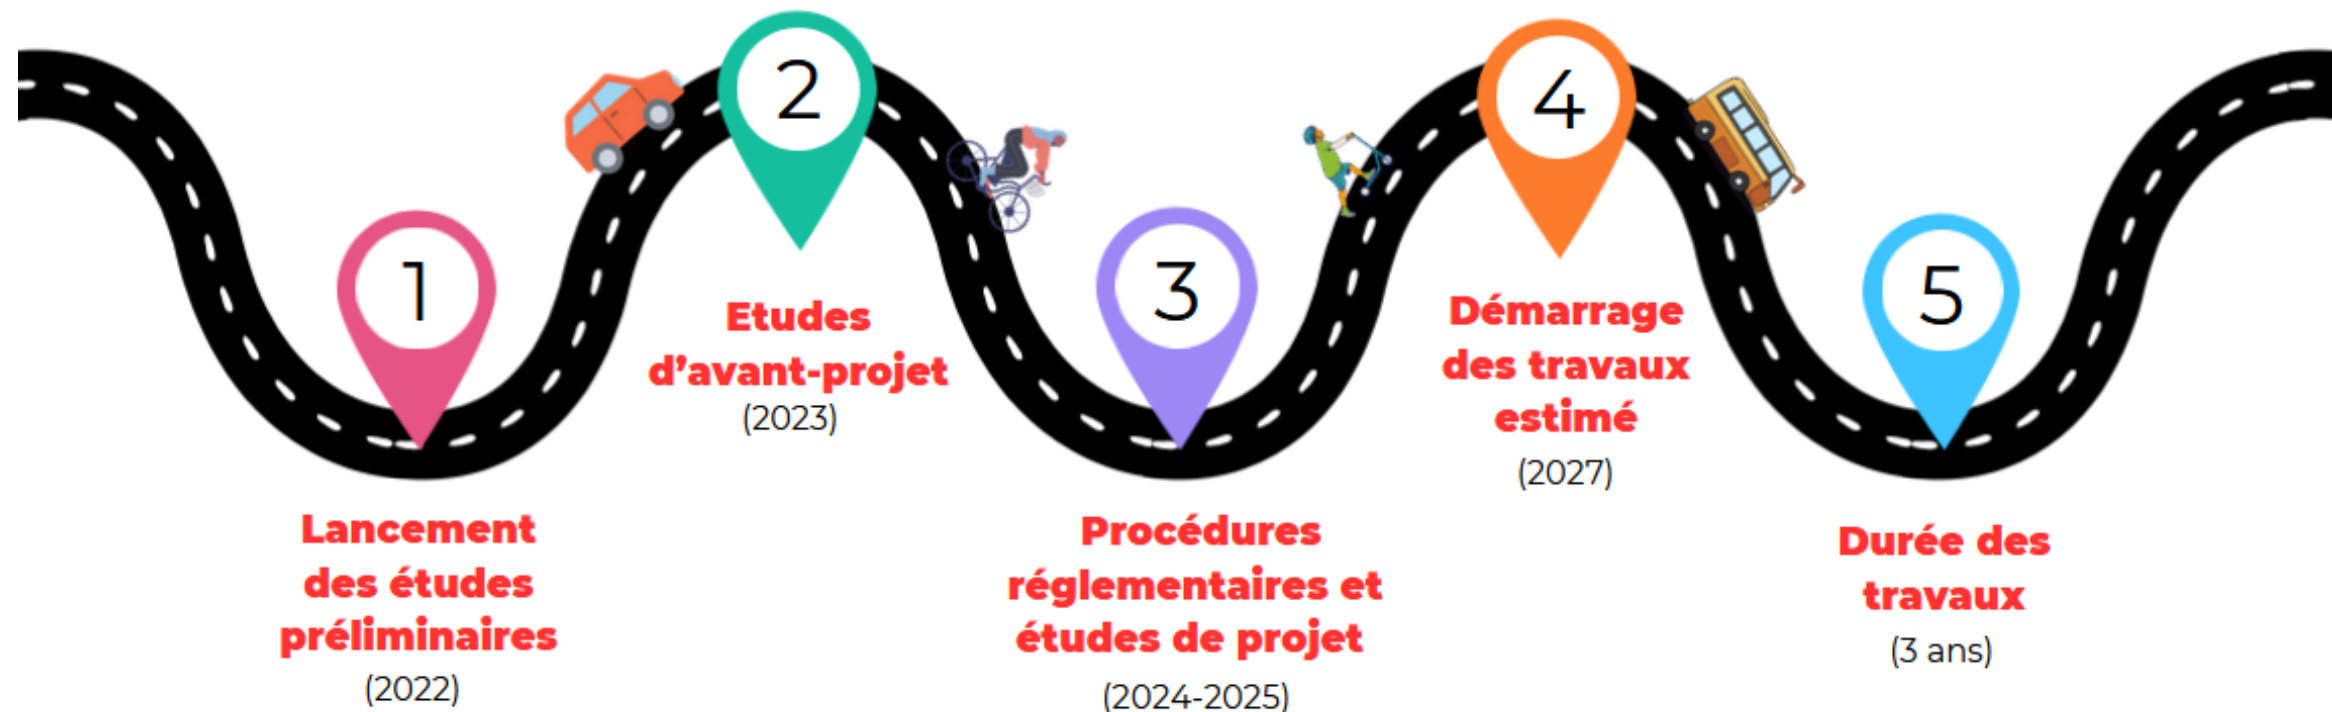 1
Lancement
des études
préliminaires
(2022)
2
Etudes
d'avant-projet
(2023)
3
Procédures
réglementaires et
études de projet
(2024-2025)
4
Démarrage
des travaux
estimé
(2027)
5
Durée des
travaux
(3 ans)